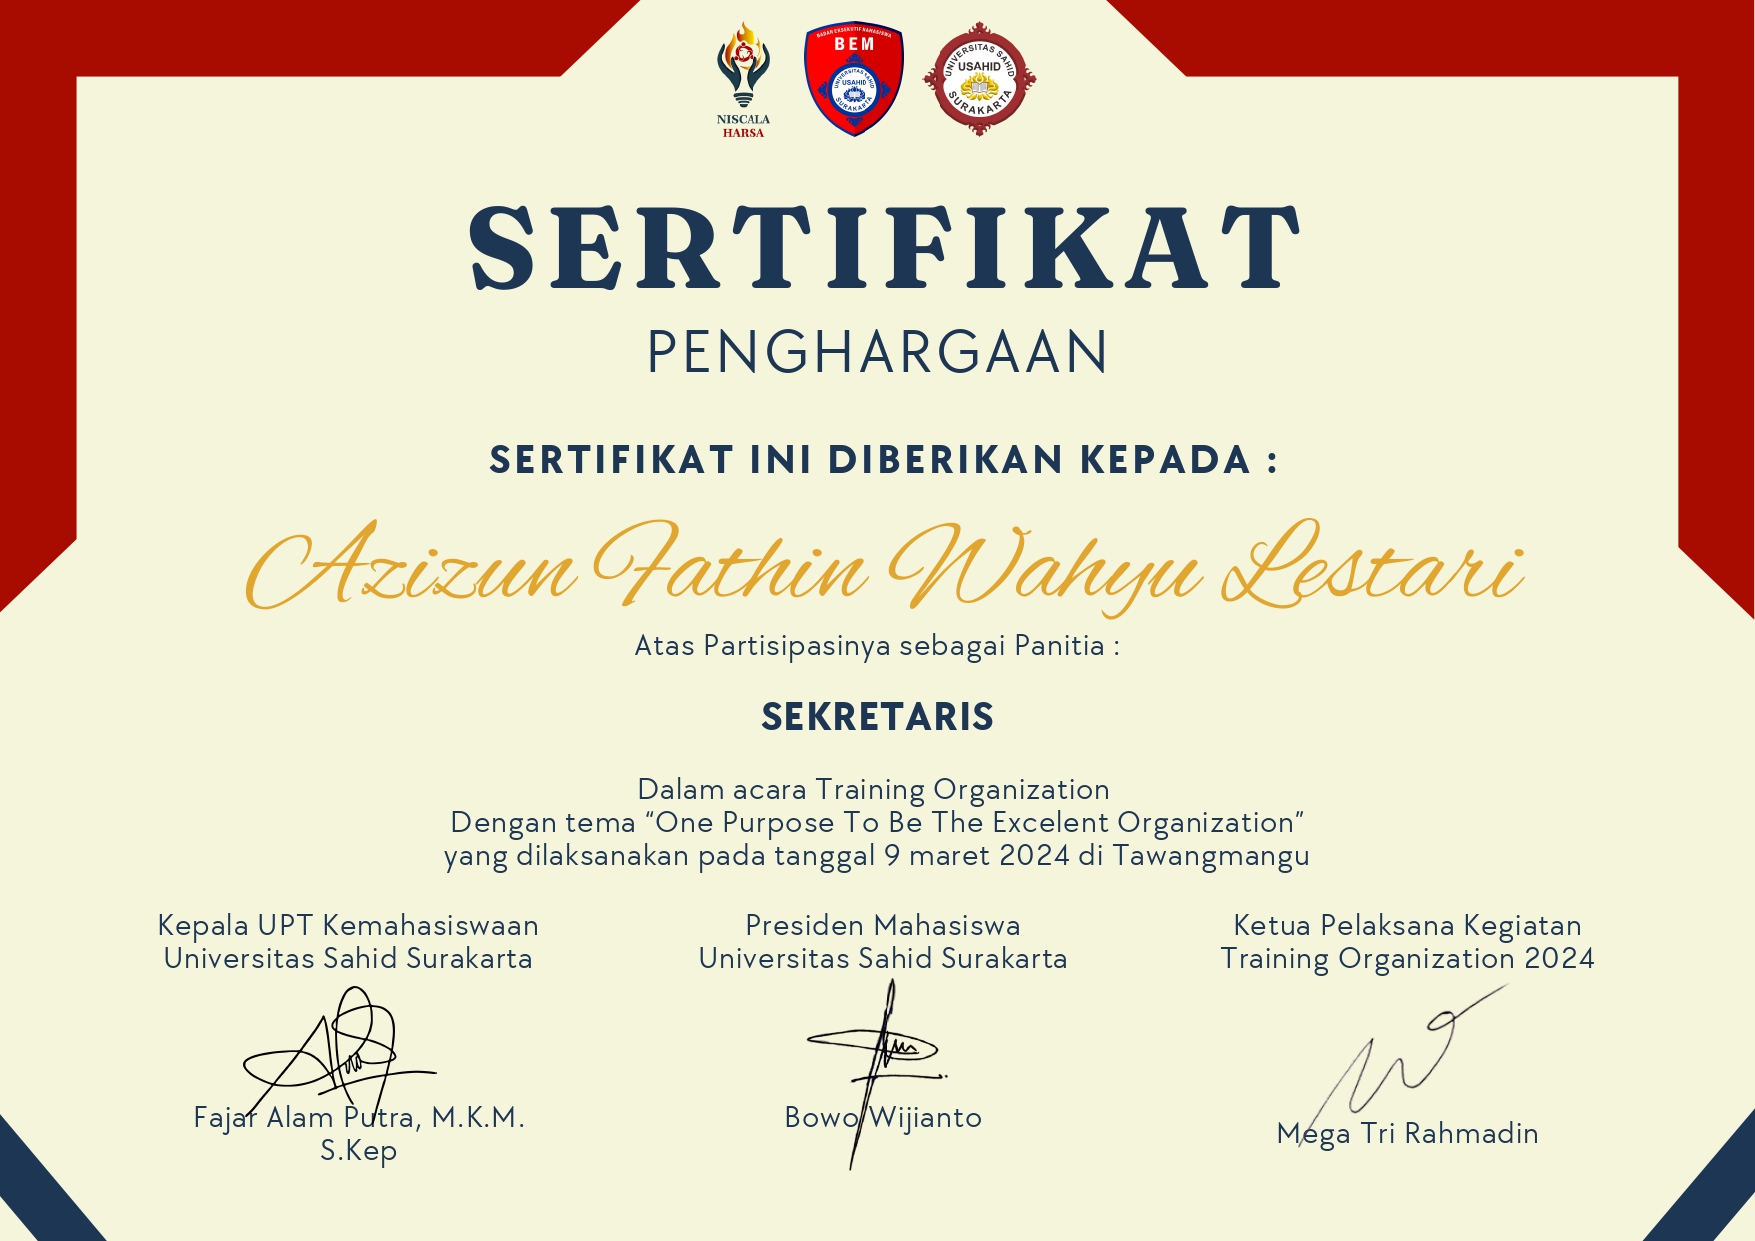 NISCALA
HARSA
BADAN EKSEKUTIF MAHASISWA
BEM
UNIVERSITAS SAHID
USAHID
SURAKARTA
UNIVERSITAS SAHID
USAHID
SURAKARTA
SERTIFIKAT
PENGHARGAAN
SERTIFIKAT INI DIBERIKAN KEPADA :
Azizun Fathin Wahyu Lestari
Atas Partisipasinya sebagai Panitia :
SEKRETARIS
Dalam acara Training Organization
Dengan tema “One Purpose To Be The Excelent Organization”
yang dilaksanakan pada tanggal 9 maret 2024 di Tawangmangu
Kepala UPT Kemahasiswaan
Universitas Sahid Surakarta
Fajar Alam Putra, M.K.M.
S.Kep
Presiden Mahasiswa
Universitas Sahid Surakarta
Bowo Wijianto
Ketua Pelaksana Kegiatan
Training Organization 2024
Mega Tri Rahmadin